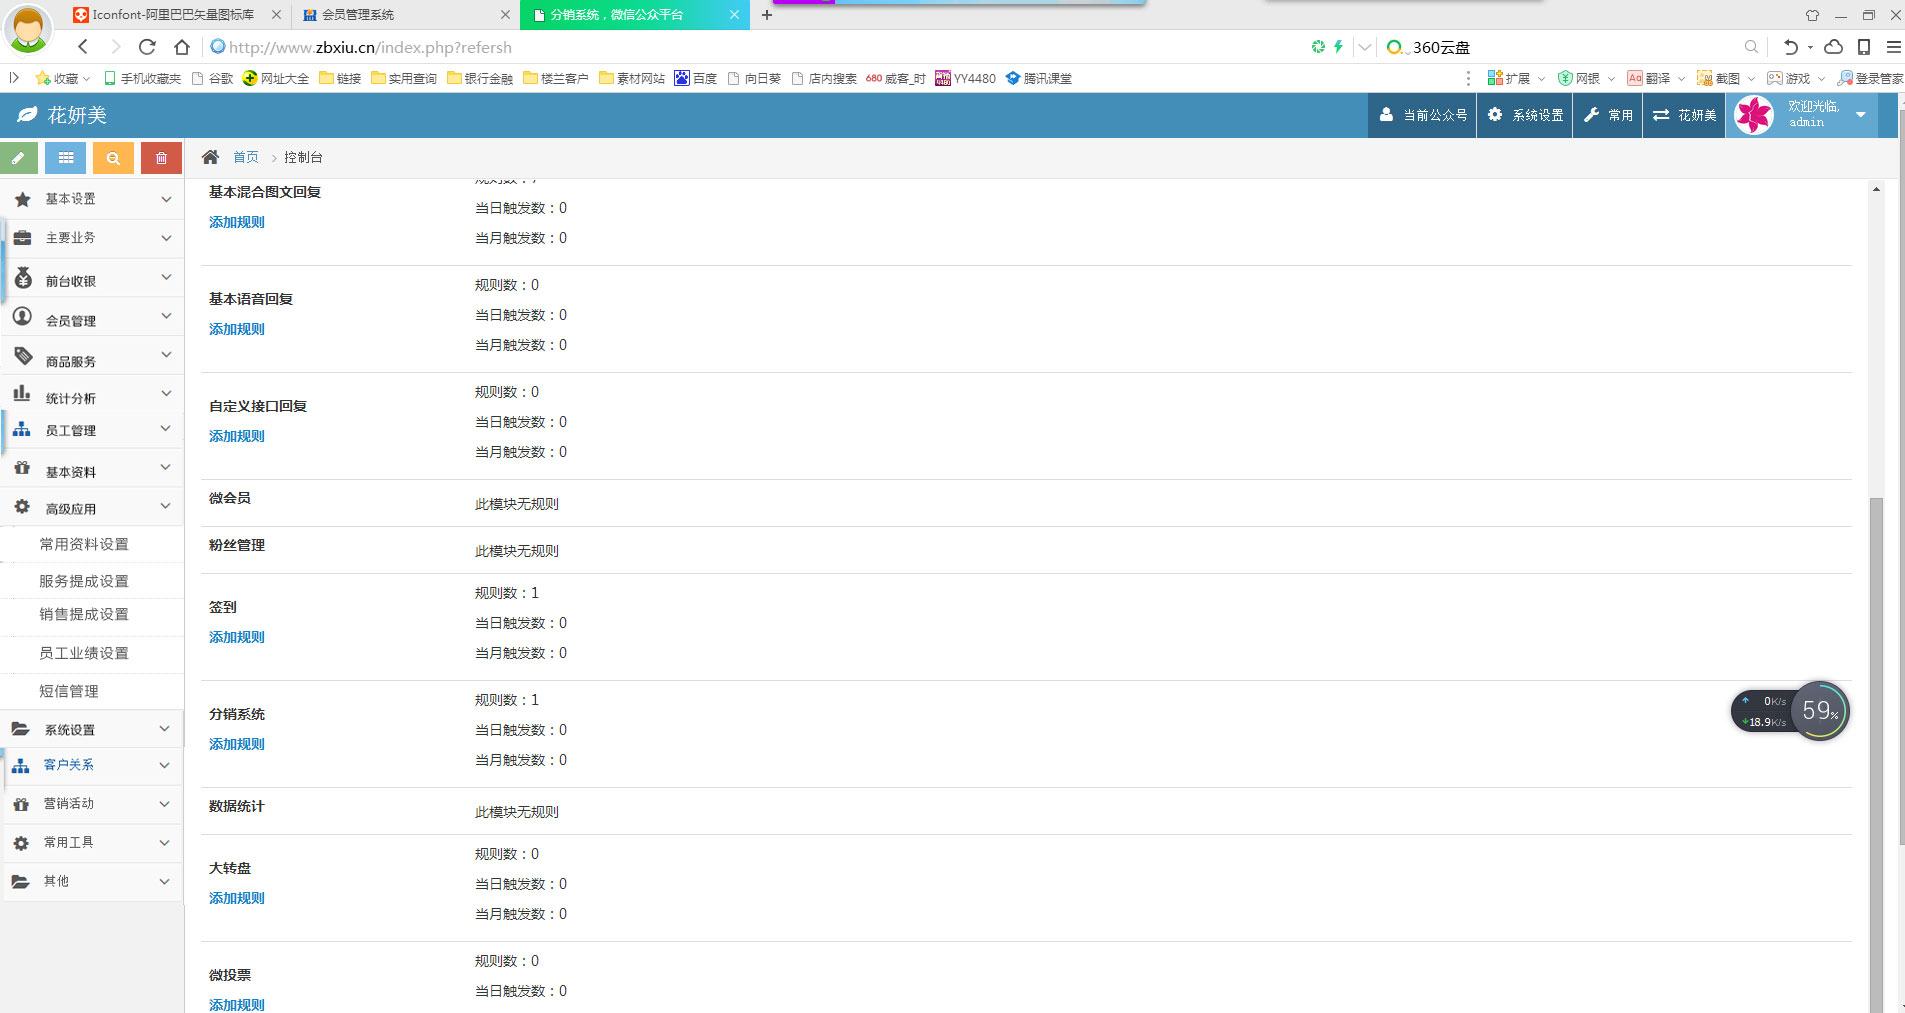 Iconfont-阿里巴巴矢量图标库
会员管理系统
分销系统，微信公众平台
http://www.zbxiu.cn/index.php?refersh
360云盘
收藏
手机收藏夹
谷歌
网址大全
链接
实用查询
银行金融
楼兰客户
素材网站
百度
向日葵
店内搜索
680 威客_时
YY4480
腾讯课堂
扩展
网银
Aa 翻译
截图
游戏
登录管家
花妍美
当前公众号
系统设置
常用
花妍美
欢迎光临,
admin
首页
控制台
基本设置
主要业务
前台收银
会员管理
商品服务
统计分析
员工管理
基本资料
高级应用
常用资料设置
服务提成设置
销售提成设置
员工业绩设置
短信管理
系统设置
客户关系
营销活动
常用工具
其他
基本混合图文回复
添加规则
当日触发数：0
当月触发数：0
基本语音回复
添加规则
规则数：0
当日触发数：0
当月触发数：0
自定义接口回复
添加规则
规则数：0
当日触发数：0
当月触发数：0
微会员
此模块无规则
粉丝管理
此模块无规则
签到
添加规则
规则数：1
当日触发数：0
当月触发数：0
分销系统
添加规则
规则数：1
当日触发数：0
当月触发数：0
数据统计
此模块无规则
大转盘
添加规则
规则数：0
当日触发数：0
当月触发数：0
微投票
添加规则
规则数：0
当日触发数：0
0K/s
18.9K/s
59%